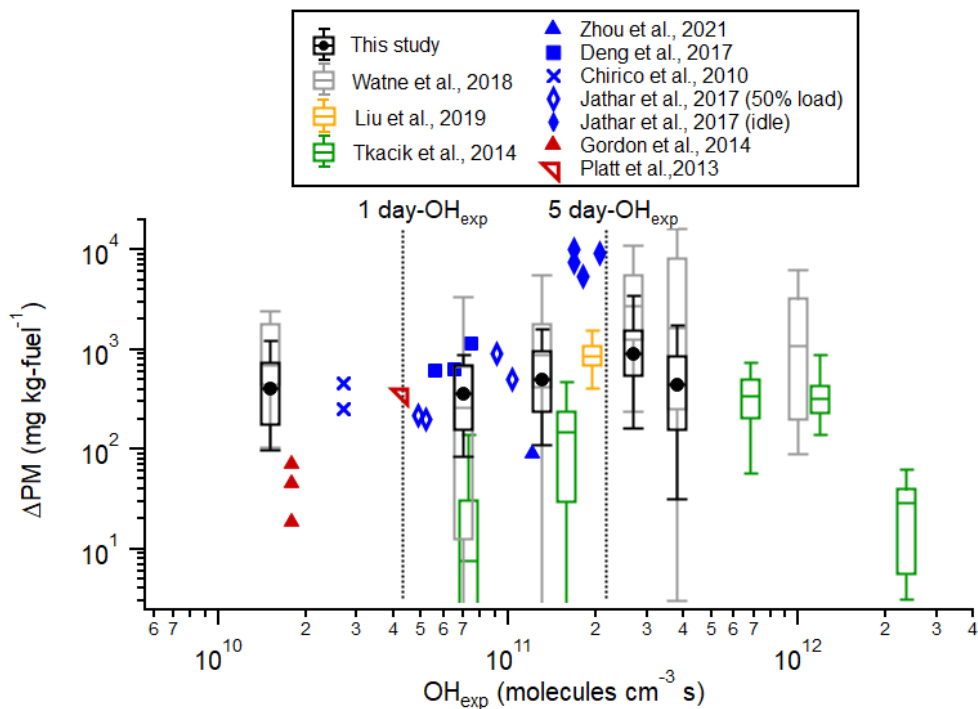 This study
Watne et al., 2018
Liu et al., 2019
Tkacik et al., 2014
Zhou et al., 2021
Deng et al., 2017
Chirico et al., 2010
Jathar et al., 2017 (50% load)
Jathar et al., 2017 (idle)
Gordon et al., 2014
Platt et al.,2013
1 day-OHexp
5 day-OHexp
10⁴
10³
10²
10¹
ΔPM (mg kg-fuel⁻¹)
6 7 2 3 4 5 6 7 2 3 4 5 6 7 2 3 4
10¹⁰ 10¹¹ 10¹²
OHexp (molecules cm⁻³ s)